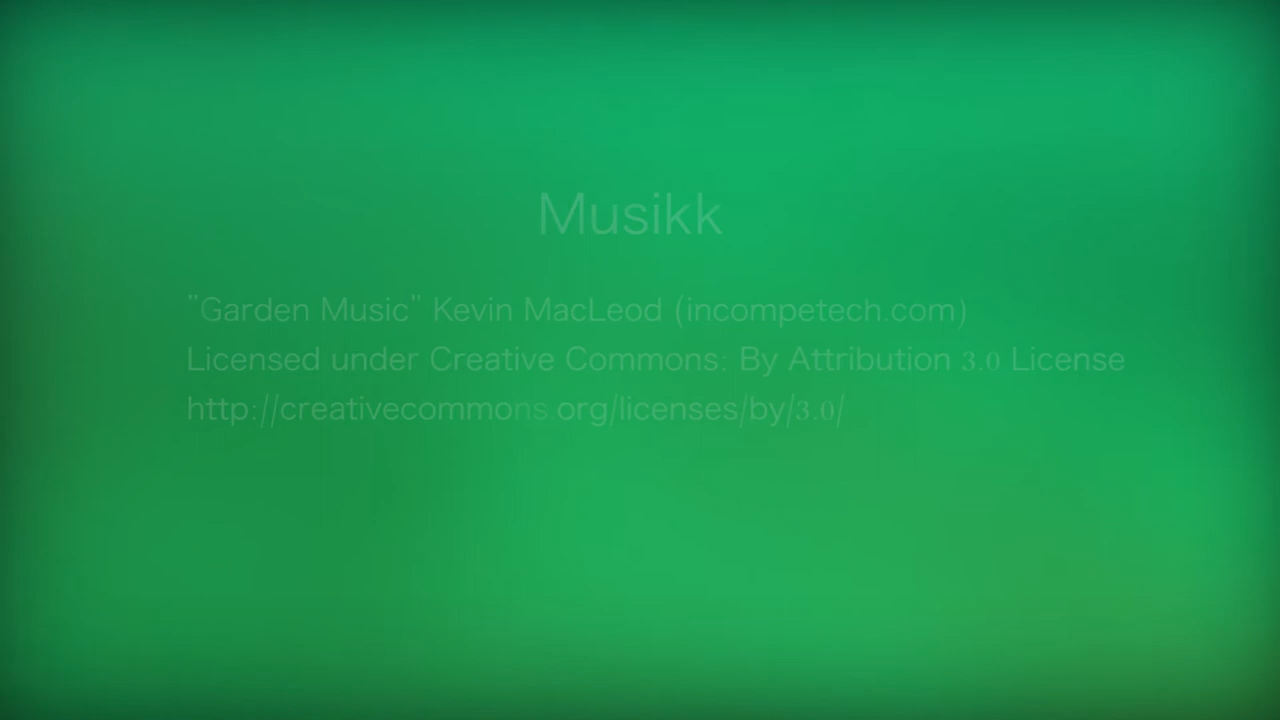 Musikk
"Garden Music" Kevin MacLeod (incompetech.com)
Licensed under Creative Commons: By Attribution 3.0 License
http://creativecommons.org/licenses/by/3.0/